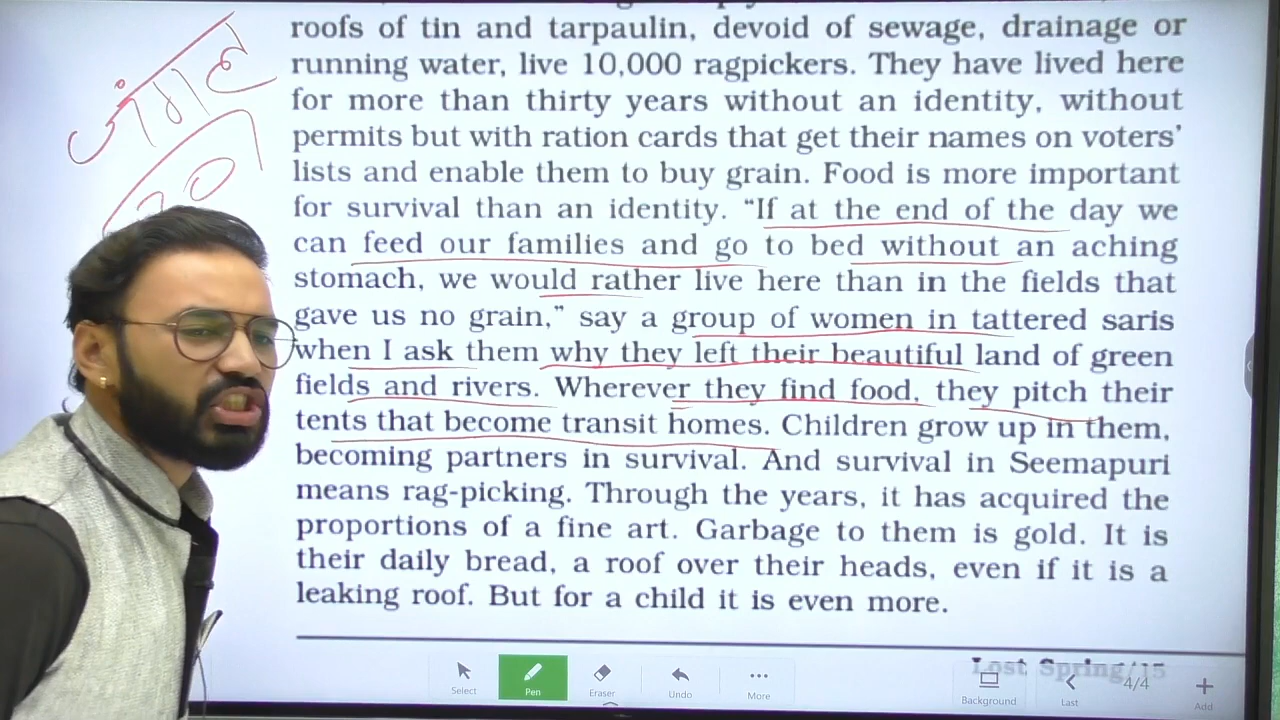 roofs of tin and tarpaulin, devoid of sewage, drainage or
running water, live 10,000 ragpickers. They have lived here
for more than thirty years without an identity, without
permits but with ration cards that get their names on voters’
lists and enable them to buy grain. Food is more important
for survival than an identity. “If at the end of the day we
can feed our families and go to bed without an aching
stomach, we would rather live here than in the fields that
gave us no grain,” say a group of women in tattered saris
when I ask them why they left their beautiful land of green
fields and rivers. Wherever they find food, they pitch their
tents that become transit homes. Children grow up in them,
becoming partners in survival. And survival in Seemapuri
means rag-picking. Through the years, it has acquired the
proportions of a fine art. Garbage to them is gold. It is
their daily bread, a roof over their heads, even if it is a
leaking roof. But for a child it is even more.
Lost Spring/15
Select
Pen
Eraser
Undo
More
Background
Last
4/4
Add